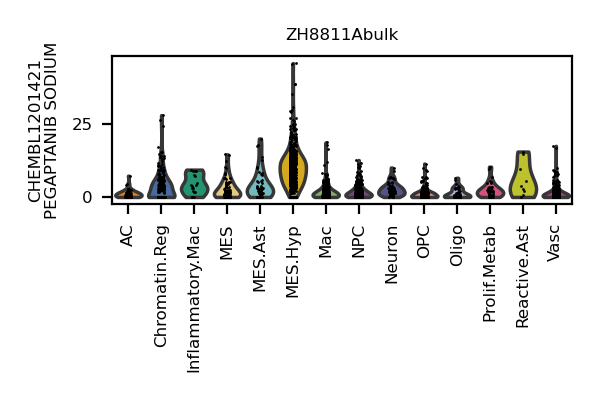 ZH8811Abulk
CHEMBL1201421
PEGAPTANIB SODIUM
25
0
AC
Chromatin.Reg
Inflammatory.Mac
MES
MES.Ast
MES.Hyp
Mac
NPC
Neuron
OPC
Oligo
Prolif.Metab
Reactive.Ast
Vasc